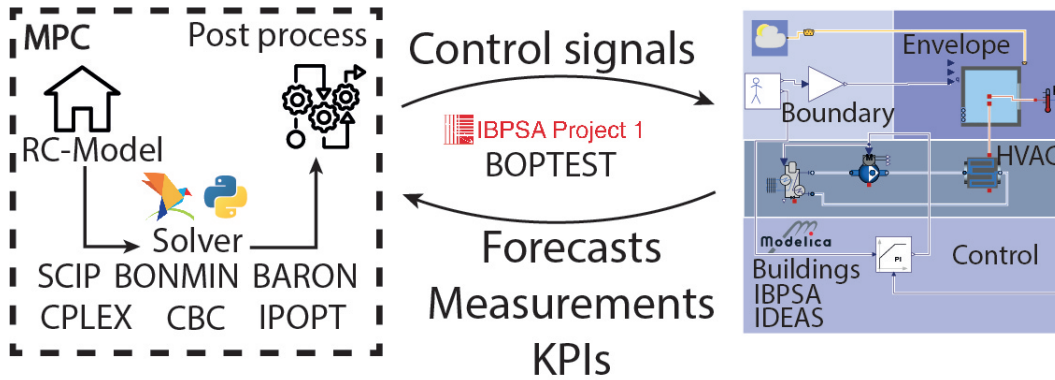 MPC
Post process
RC-Model
Solver
SCIP BONMIN BARON
CPLEX CBC IPOPT
Control signals
IBPSA Project 1
BOPTEST
Forecasts
Measurements
KPIs
Envelope
Boundary
HVAC
M
Modelica
PI
Control
Buildings
IBPSA
IDEAS